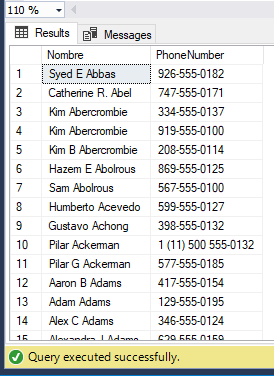 110 %
Results Messages
Nombre PhoneNumber
1 Syed E Abbas 926-555-0182
2 Catherine R. Abel 747-555-0171
3 Kim Abercrombie 334-555-0137
4 Kim Abercrombie 919-555-0100
5 Kim B Abercrombie 208-555-0114
6 Hazem E Abolrous 869-555-0125
7 Sam Abolrous 567-555-0100
8 Humberto Acevedo 599-555-0127
9 Gustavo Achong 398-555-0132
10 Pilar Ackerman 1 (11) 500 555-0132
11 Pilar G Ackerman 577-555-0185
12 Aaron B Adams 417-555-0154
13 Adam Adams 129-555-0195
14 Alex C Adams 346-555-0124
15 Alexandra J Adams 629-555-0159
Query executed successfully.